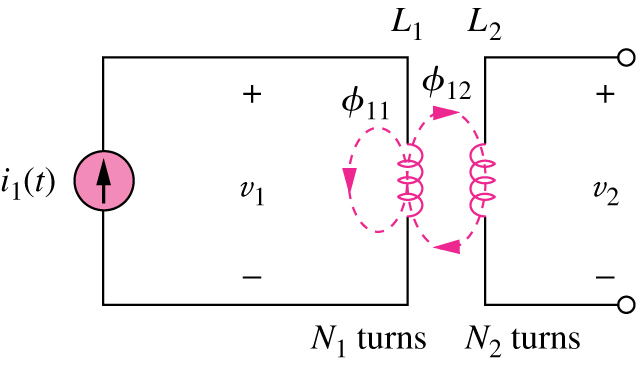 L₁ L₂
+ ϕ₁₁ ϕ₁₂ +
i₁(t) v₁ v₂
− −
N₁ turns N₂ turns